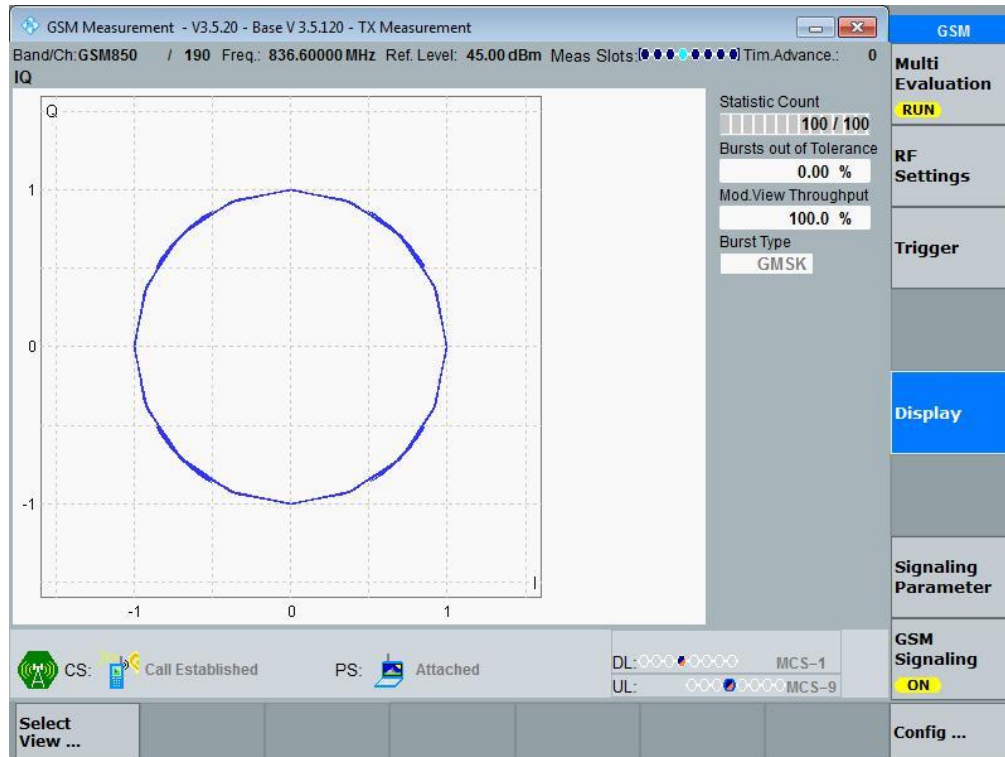 GSM Measurement - V3.5.20 - Base V 3.5.120 - TX Measurement
GSM
Band/Ch: GSM850 / 190 Freq.: 836.60000 MHz Ref. Level: 45.00 dBm Meas Slots: Tim.Advance.: 0
IQ
Q
1
0
-1
-1 0 1
I
Statistic Count
100 / 100
Bursts out of Tolerance
0.00 %
Mod.View Throughput
100.0 %
Burst Type
GMSK
Multi
Evaluation
RUN
RF
Settings
Trigger
Display
Signaling
Parameter
GSM
Signaling
ON
CS: Call Established PS: Attached
DL: MCS-1
UL: MCS-9
Select
View ...
Config ...